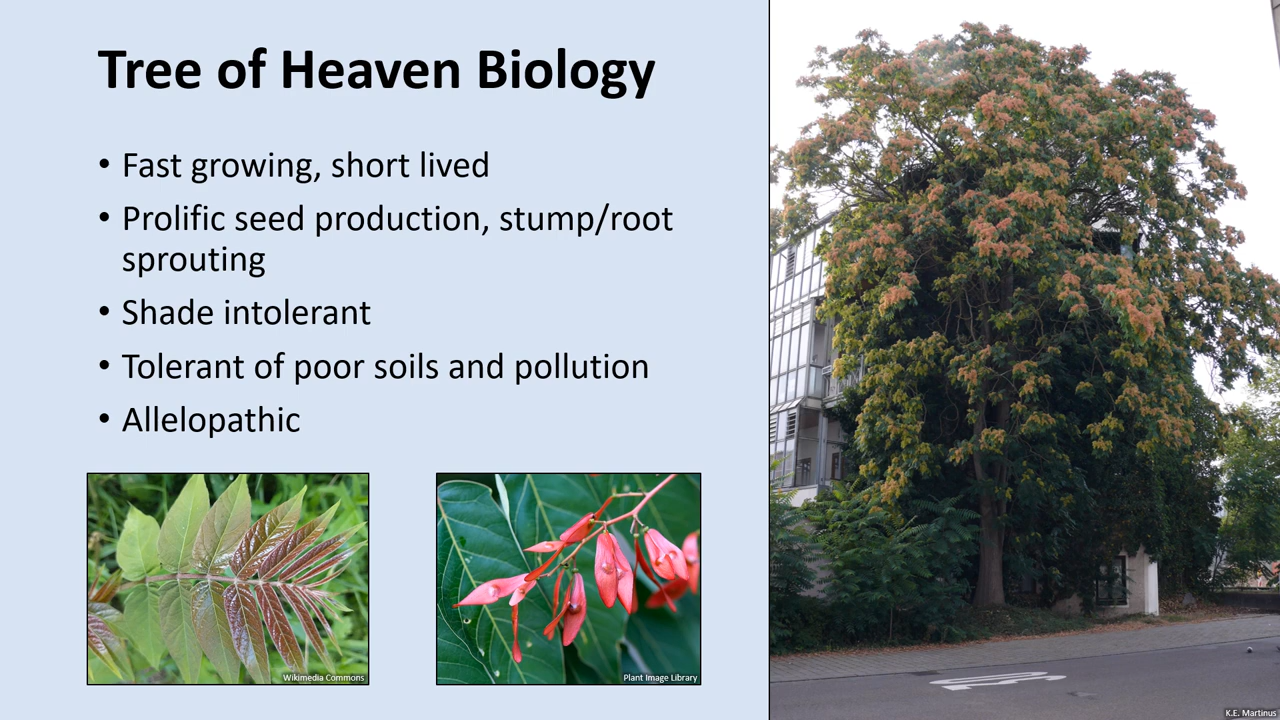 Tree of Heaven Biology
• Fast growing, short lived
• Prolific seed production, stump/root
sprouting
• Shade intolerant
• Tolerant of poor soils and pollution
• Allelopathic
Wikimedia Commons
Plant Image Library
K.E. Martinus